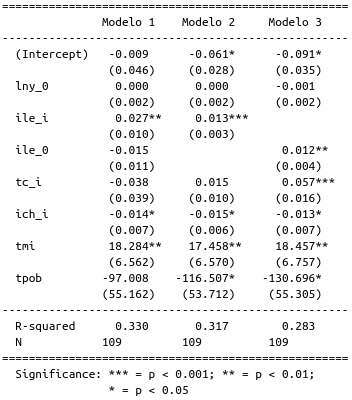 ==================================================
Modelo 1 Modelo 2 Modelo 3
--------------------------------------------------
(Intercept) -0.009 -0.061* -0.091*
(0.046) (0.028) (0.035)
lny_0 0.000 0.000 -0.001
(0.002) (0.002) (0.002)
ile_i 0.027** 0.013***
(0.010) (0.003)
ile_0 -0.015 0.012**
(0.011) (0.004)
tc_i -0.038 0.015 0.057***
(0.039) (0.010) (0.016)
ich_i -0.014* -0.015* -0.013*
(0.007) (0.006) (0.007)
tmi 18.284** 17.458** 18.457**
(6.562) (6.570) (6.757)
tpob -97.008 -116.507* -130.696*
(55.162) (53.712) (55.305)
--------------------------------------------------
R-squared 0.330 0.317 0.283
N 109 109 109
==================================================
Significance: *** = p < 0.001; ** = p < 0.01;
* = p < 0.05